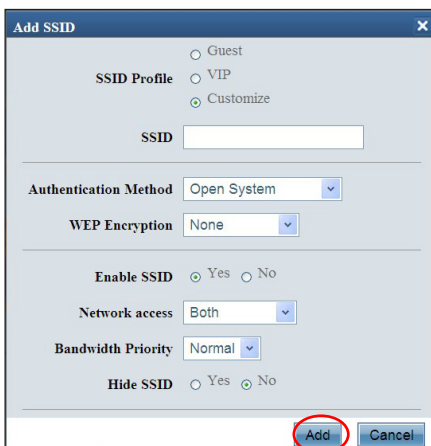 Add SSID
Guest
SSID Profile VIP
Customize
SSID
Authentication Method Open System
WEP Encryption None
Enable SSID Yes No
Network access Both
Bandwidth Priority Normal
Hide SSID Yes No
Add Cancel